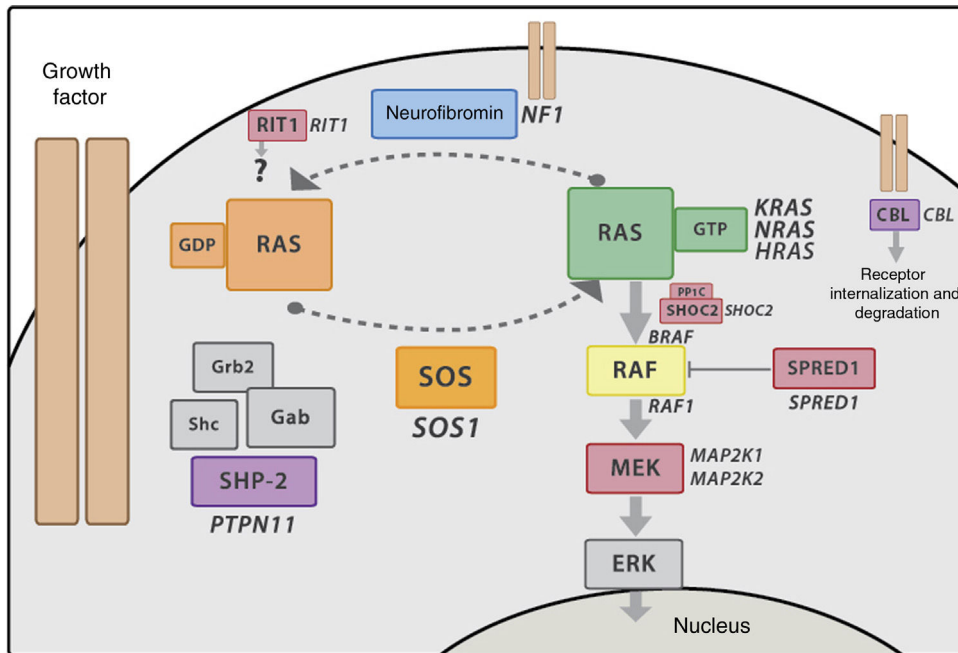 Growth
factor
RIT1 RIT1
?
Neurofibromin NF1
GDP RAS
RAS GTP
KRAS
NRAS
HRAS
CBL CBL
Receptor
internalization and
degradation
PP1C
SHOC2 SHOC2
BRAF
RAF
RAF1
SPRED1
SPRED1
Grb2
Shc Gab
SHP-2
PTPN11
SOS
SOS1
MEK
MAP2K1
MAP2K2
ERK
Nucleus